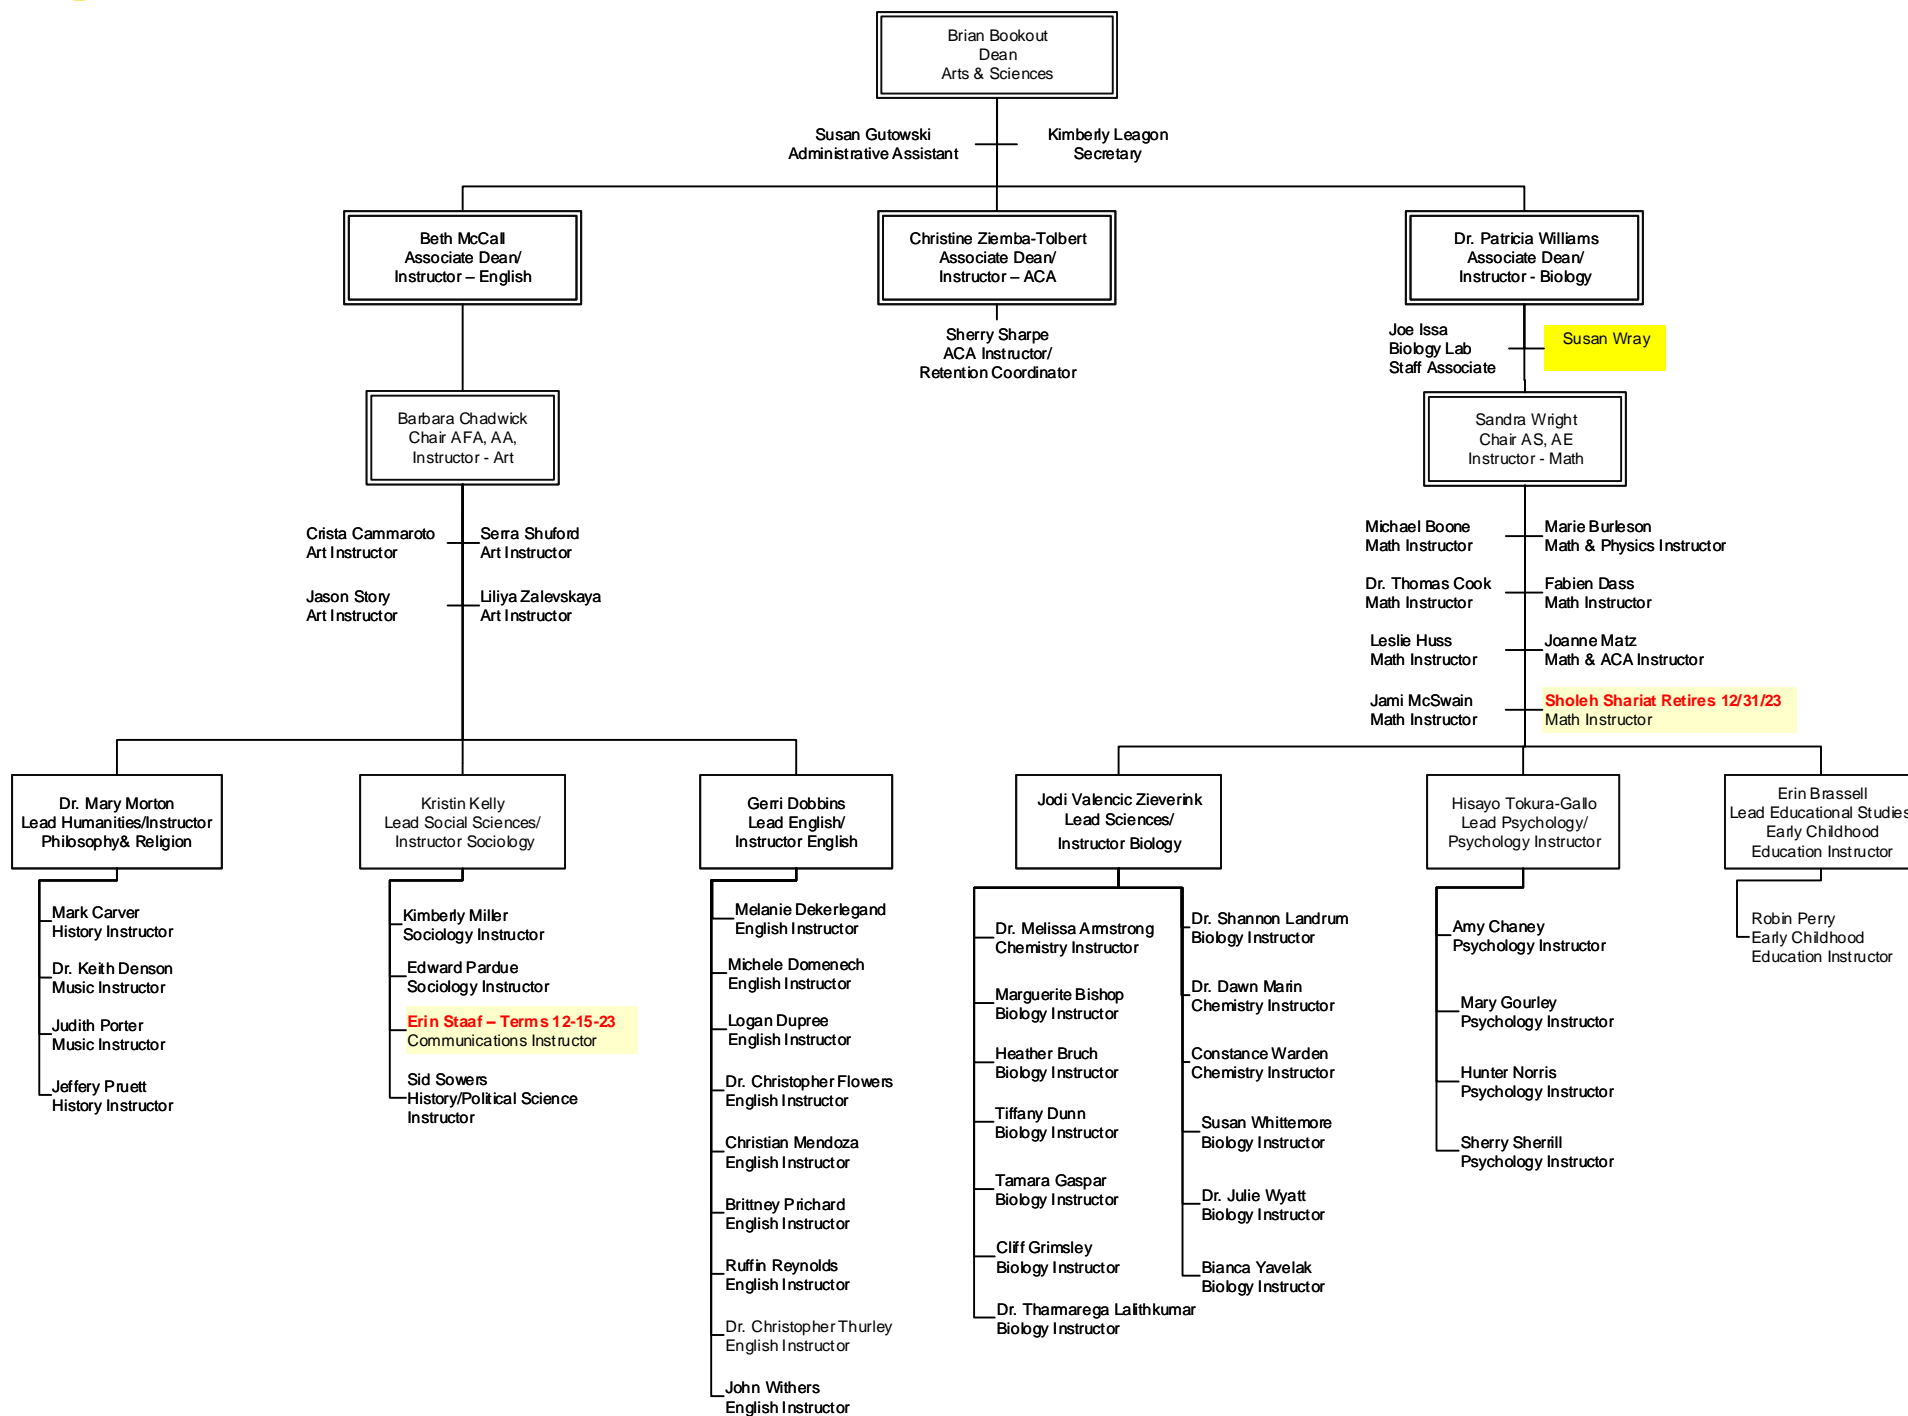 Brian Bookout
Dean
Arts & Sciences
Susan Gutowski
Administrative Assistant
Kimberly Leagon
Secretary
Beth McCall
Associate Dean/
Instructor – English
Christine Ziemba-Tolbert
Associate Dean/
Instructor – ACA
Dr. Patricia Williams
Associate Dean/
Instructor - Biology
Sherry Sharpe
ACA Instructor/
Retention Coordinator
Joe Issa
Biology Lab
Staff Associate
Susan Wray
Barbara Chadwick
Chair AFA, AA,
Instructor - Art
Sandra Wright
Chair AS, AE
Instructor - Math
Crista Cammaroto
Art Instructor
Serra Shuford
Art Instructor
Jason Story
Art Instructor
Liliya Zalevskaya
Art Instructor
Michael Boone
Math Instructor
Marie Burleson
Math & Physics Instructor
Dr. Thomas Cook
Math Instructor
Fabien Dass
Math Instructor
Leslie Huss
Math Instructor
Joanne Matz
Math & ACA Instructor
Jami McSwain
Math Instructor
Sholeh Shariat Retires 12/31/23
Math Instructor
Dr. Mary Morton
Lead Humanities/Instructor
Philosophy& Religion
Kristin Kelly
Lead Social Sciences/
Instructor Sociology
Gerri Dobbins
Lead English/
Instructor English
Jodi Valencic Zieverink
Lead Sciences/
Instructor Biology
Hisayo Tokura-Gallo
Lead Psychology/
Psychology Instructor
Erin Brassell
Lead Educational Studies
Early Childhood
Education Instructor
Mark Carver
History Instructor
Dr. Keith Denson
Music Instructor
Judith Porter
Music Instructor
Jeffery Pruett
History Instructor
Kimberly Miller
Sociology Instructor
Edward Pardue
Sociology Instructor
Erin Staaf – Terms 12-15-23
Communications Instructor
Sid Sowers
History/Political Science
Instructor
Melanie Dekerlegand
English Instructor
Michele Domenech
English Instructor
Logan Dupree
English Instructor
Dr. Christopher Flowers
English Instructor
Christian Mendoza
English Instructor
Brittney Prichard
English Instructor
Ruffin Reynolds
English Instructor
Dr. Christopher Thurley
English Instructor
John Withers
English Instructor
Dr. Melissa Armstrong
Chemistry Instructor
Marguerite Bishop
Biology Instructor
Heather Bruch
Biology Instructor
Tiffany Dunn
Biology Instructor
Tamara Gaspar
Biology Instructor
Cliff Grimsley
Biology Instructor
Dr. Tharmarega Lalithkumar
Biology Instructor
Dr. Shannon Landrum
Biology Instructor
Dr. Dawn Marin
Chemistry Instructor
Constance Warden
Chemistry Instructor
Susan Whittemore
Biology Instructor
Dr. Julie Wyatt
Biology Instructor
Bianca Yavelak
Biology Instructor
Amy Chaney
Psychology Instructor
Mary Gourley
Psychology Instructor
Hunter Norris
Psychology Instructor
Sherry Sherrill
Psychology Instructor
Robin Perry
Early Childhood
Education Instructor